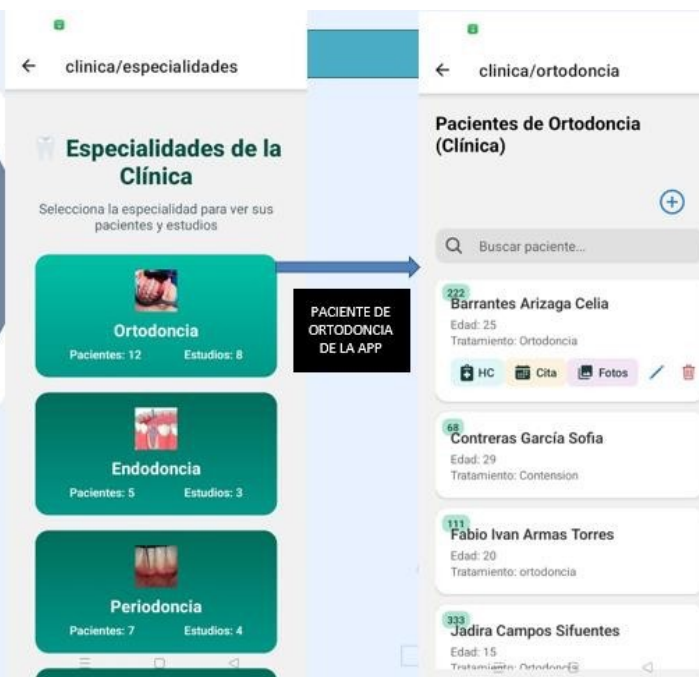 clinica/especialidades
Especialidades de la
Clínica
Selecciona la especialidad para ver sus
pacientes y estudios
Ortodoncia
Pacientes: 12 Estudios: 8
Endodoncia
Pacientes: 5 Estudios: 3
Periodoncia
Pacientes: 7 Estudios: 4
PACIENTE DE
ORTODONCIA
DE LA APP
clinica/ortodoncia
Pacientes de Ortodoncia
(Clínica)
Buscar paciente...
222
Barrantes Arizaga Celia
Edad: 25
Tratamiento: Ortodoncia
HC Cita Fotos
68
Contreras García Sofia
Edad: 29
Tratamiento: Contension
111
Fabio Ivan Armas Torres
Edad: 20
Tratamiento: ortodoncia
333
Jadira Campos Sifuentes
Edad: 15
Tratamiento: Ortodoncia